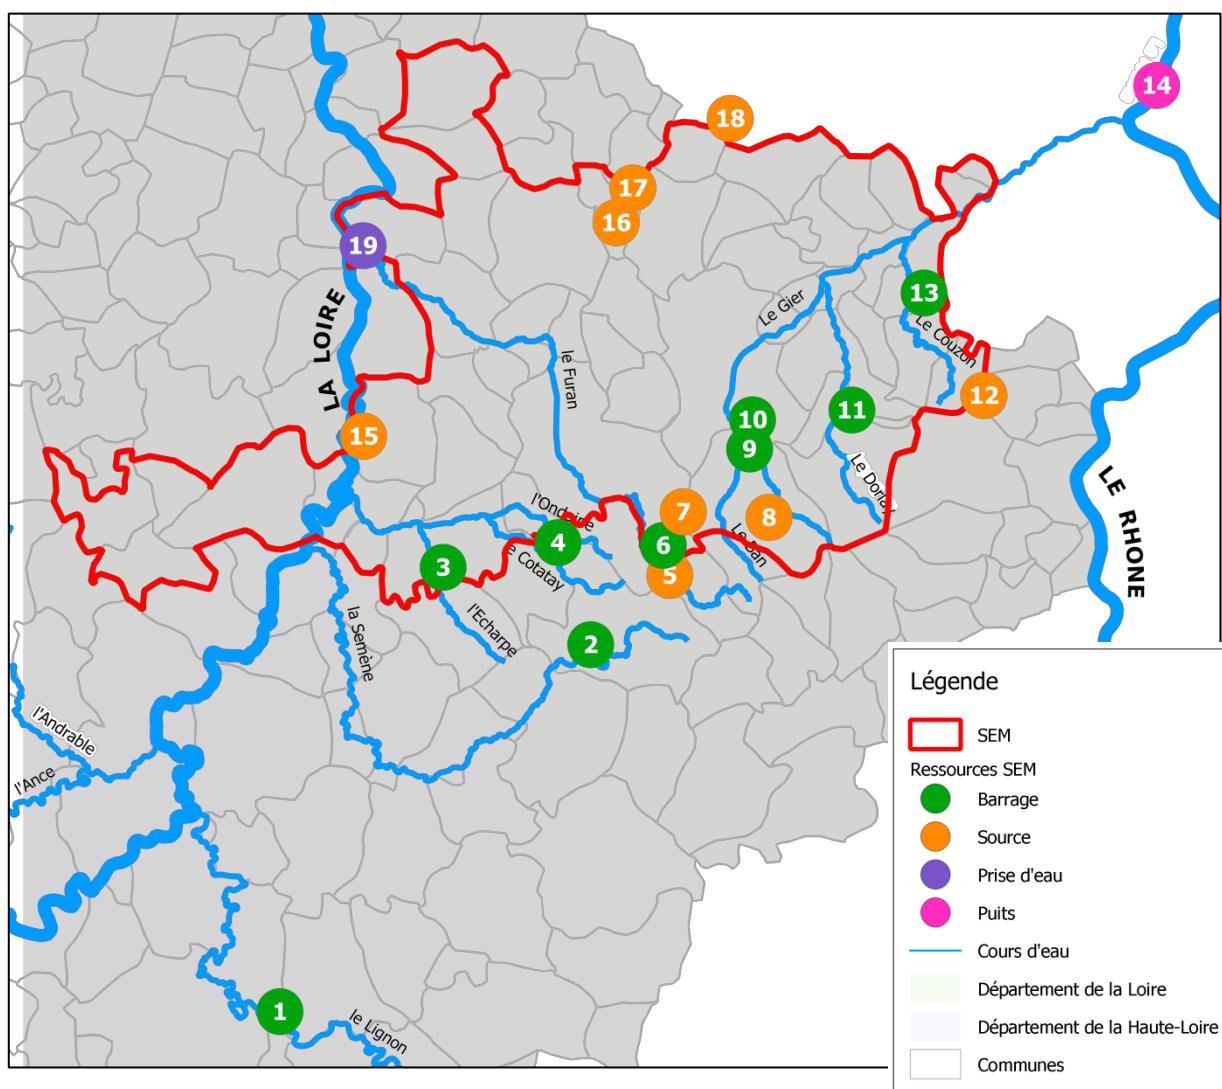 14
18
17
16
19
LA LOIRE
13
Le Gier
Le Couzon
le Furan
12
11
10
9
15
Le Dorlay
7
8
l'Ondaine
4
6
Le Ban
3
Le Cotatay
5
l'Echarpe
la Semène
2
LE RHONE
l'Andrable
l'Ance
1
le Lignon
Légende
SEM
Ressources SEM
Barrage
Source
Prise d'eau
Puits
Cours d'eau
Département de la Loire
Département de la Haute-Loire
Communes